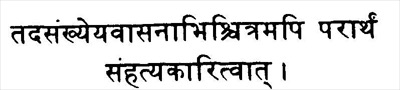 तदसंख्येयवासनाभिश्चित्रमपि परार्थं
संहत्यकारित्वात् ।